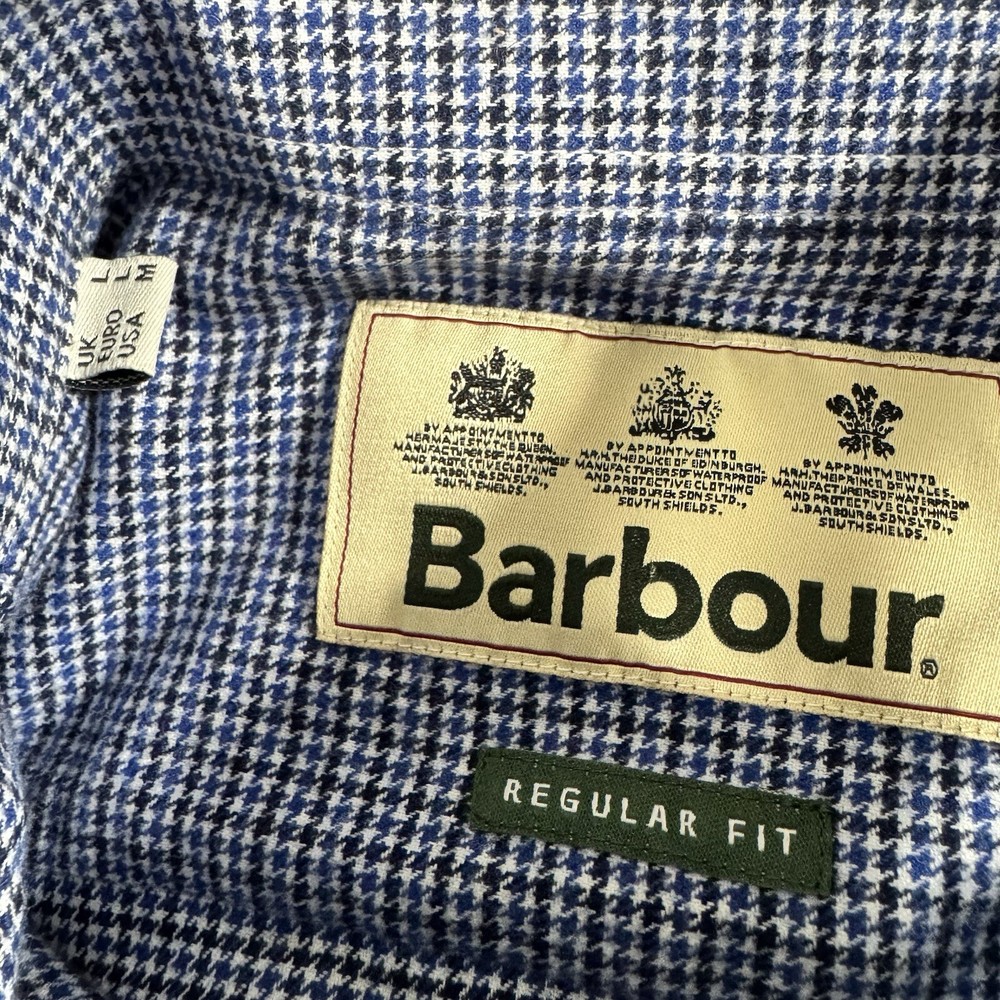 UK L
EURO L
USA M
BY APPOINTMENT TO
HER MAJESTY THE QUEEN.
MANUFACTURERS OF WATERPROOF
AND PROTECTIVE CLOTHING
J.BARBOUR & SONS LTD.,
SOUTH SHIELDS.
BY APPOINTMENT TO
H.R.H. THE DUKE OF EDINBURGH.
MANUFACTURERS OF WATERPROOF
AND PROTECTIVE CLOTHING
J.BARBOUR & SONS LTD.,
SOUTH SHIELDS.
BY APPOINTMENT TO
H.R.H. THE PRINCE OF WALES.
MANUFACTURERS OF WATERPROOF
AND PROTECTIVE CLOTHING
J.BARBOUR & SONS LTD.,
SOUTH SHIELDS.
Barbour®
REGULAR FIT